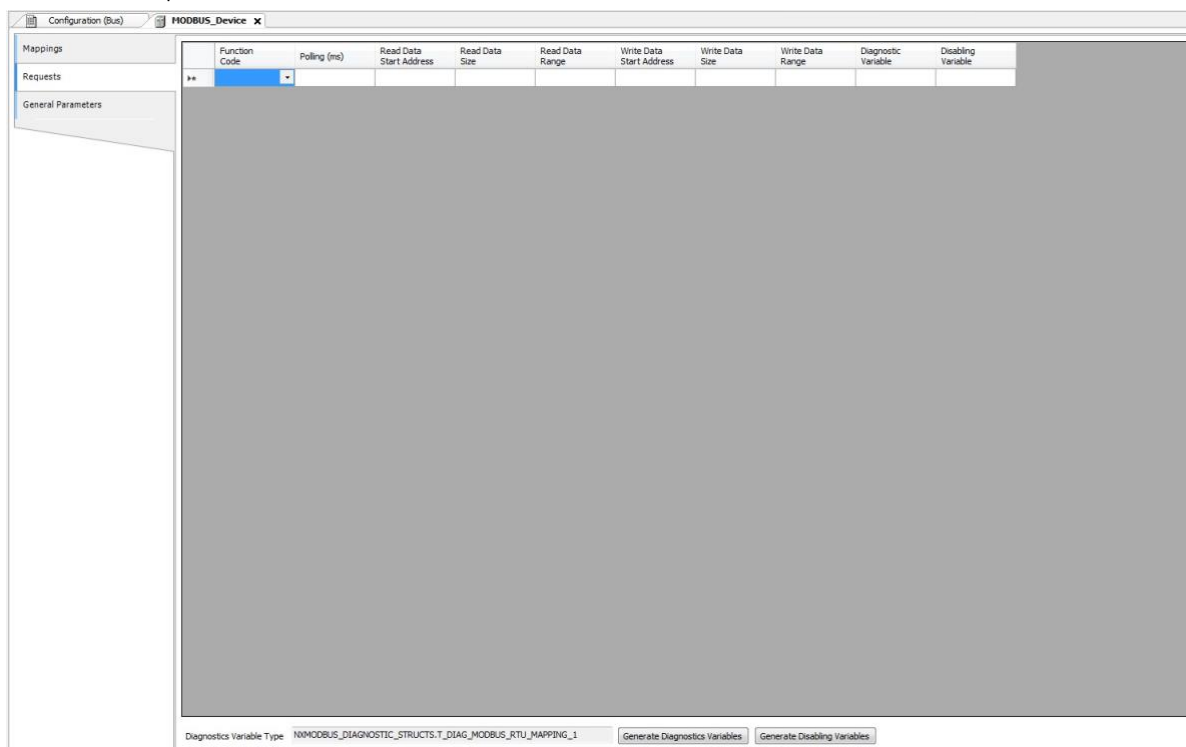 Configuration (Bus) MODBUS_Device x
Mappings
Requests
General Parameters
Function Code Polling (ms) Read Data Start Address Read Data Size Read Data Range Write Data Start Address Write Data Size Write Data Range Diagnostic Variable Disabling Variable
Diagnostics Variable Type NXMODBUS_DIAGNOSTIC_STRUCTS.T_DIAG_MODBUS_RTU_MAPPING_1 Generate Diagnostics Variables Generate Disabling Variables